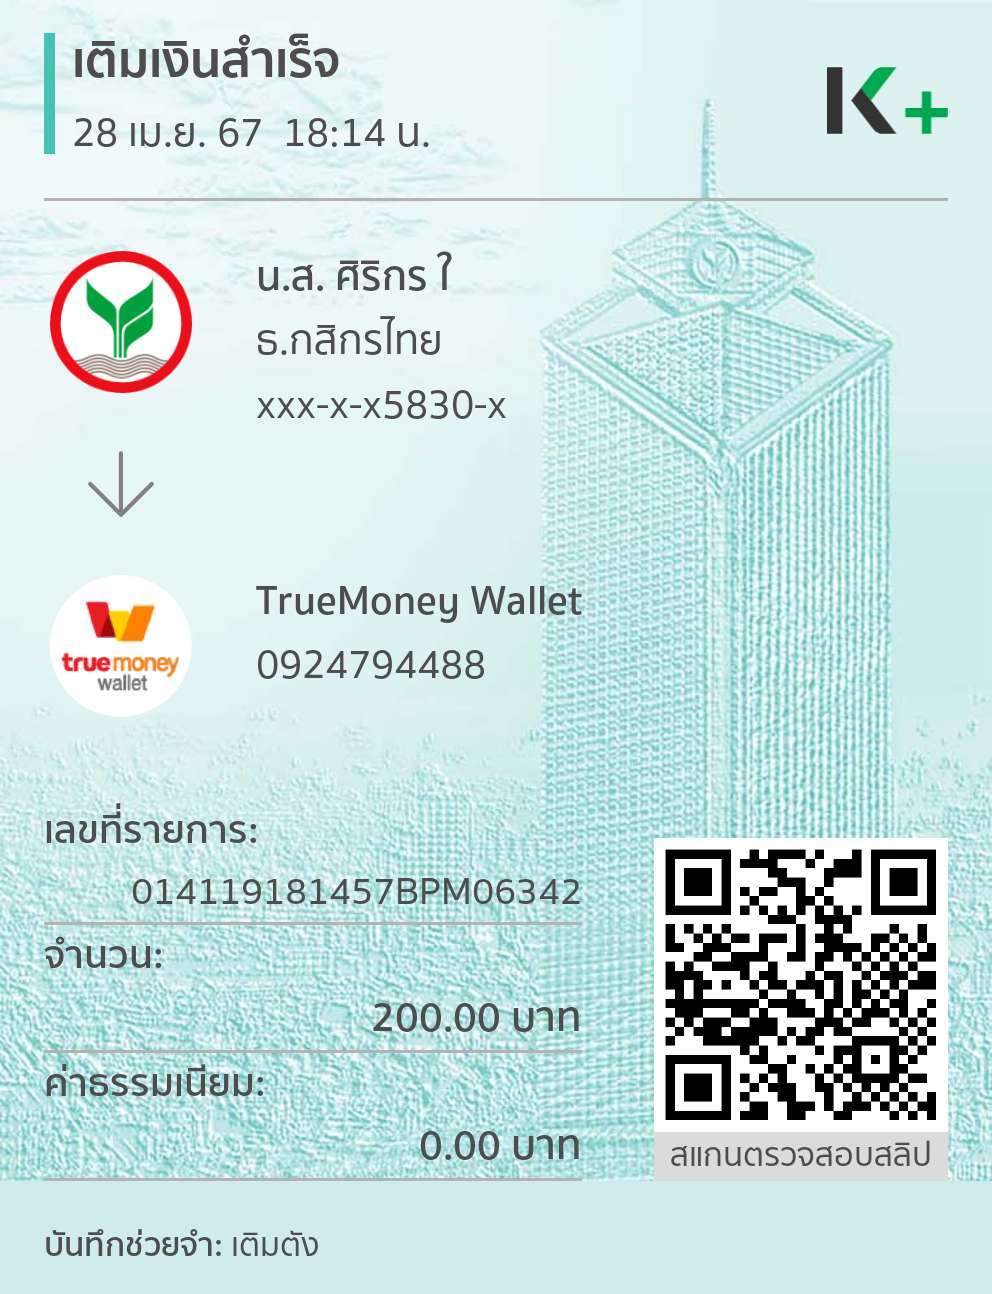 เติมเงินสำเร็จ
28 เม.ย. 67 18:14 น.
K+
น.ส. ศิริกร ใ
ธ.กสิกรไทย
xxx-x-x5830-x
TrueMoney Wallet
0924794488
true money
wallet
เลขที่รายการ:
014119181457BPM06342
จำนวน:
200.00 บาท
ค่าธรรมเนียม:
0.00 บาท
สแกนตรวจสอบสลิป
บันทึกช่วยจำ: เติมตัง